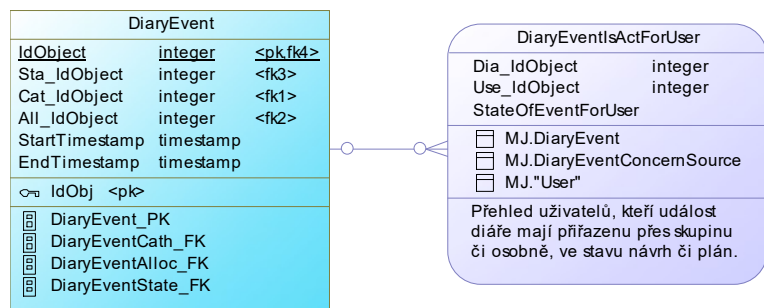 DiaryEvent
IdObject integer <pk,fk4>
Sta_IdObject integer <fk3>
Cat_IdObject integer <fk1>
All_IdObject integer <fk2>
StartTimestamp timestamp
EndTimestamp timestamp
IdObj <pk>
DiaryEvent_PK
DiaryEventCath_FK
DiaryEventAlloc_FK
DiaryEventState_FK
DiaryEventIsActForUser
Dia_IdObject integer
Use_IdObject integer
StateOfEventForUser
MJ.DiaryEvent
MJ.DiaryEventConcernSource
MJ."User"
Přehled uživatelů, kteří událost
diáře mají přiřazenu přes skupinu
či osobně, ve stavu návrh či plán.